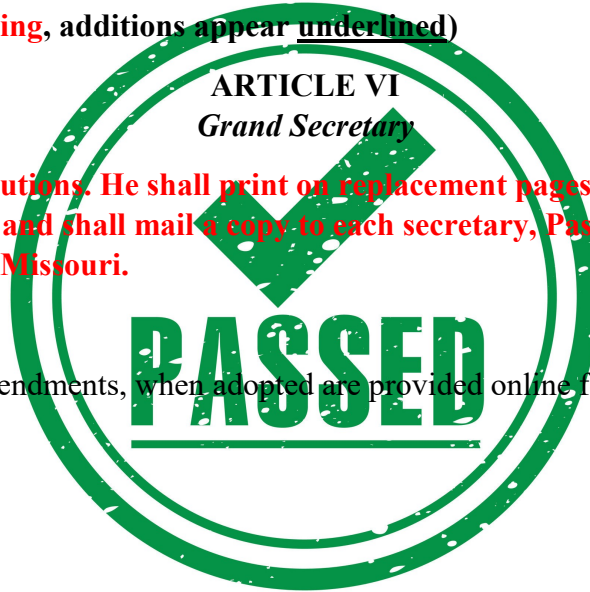 ing, additions appear underlined)
ARTICLE VI
Grand Secretary
utions. He shall print on replacement pages
and shall mail a copy to each secretary, Pas
Missouri.
endments, when adopted are provided online f
PASSED